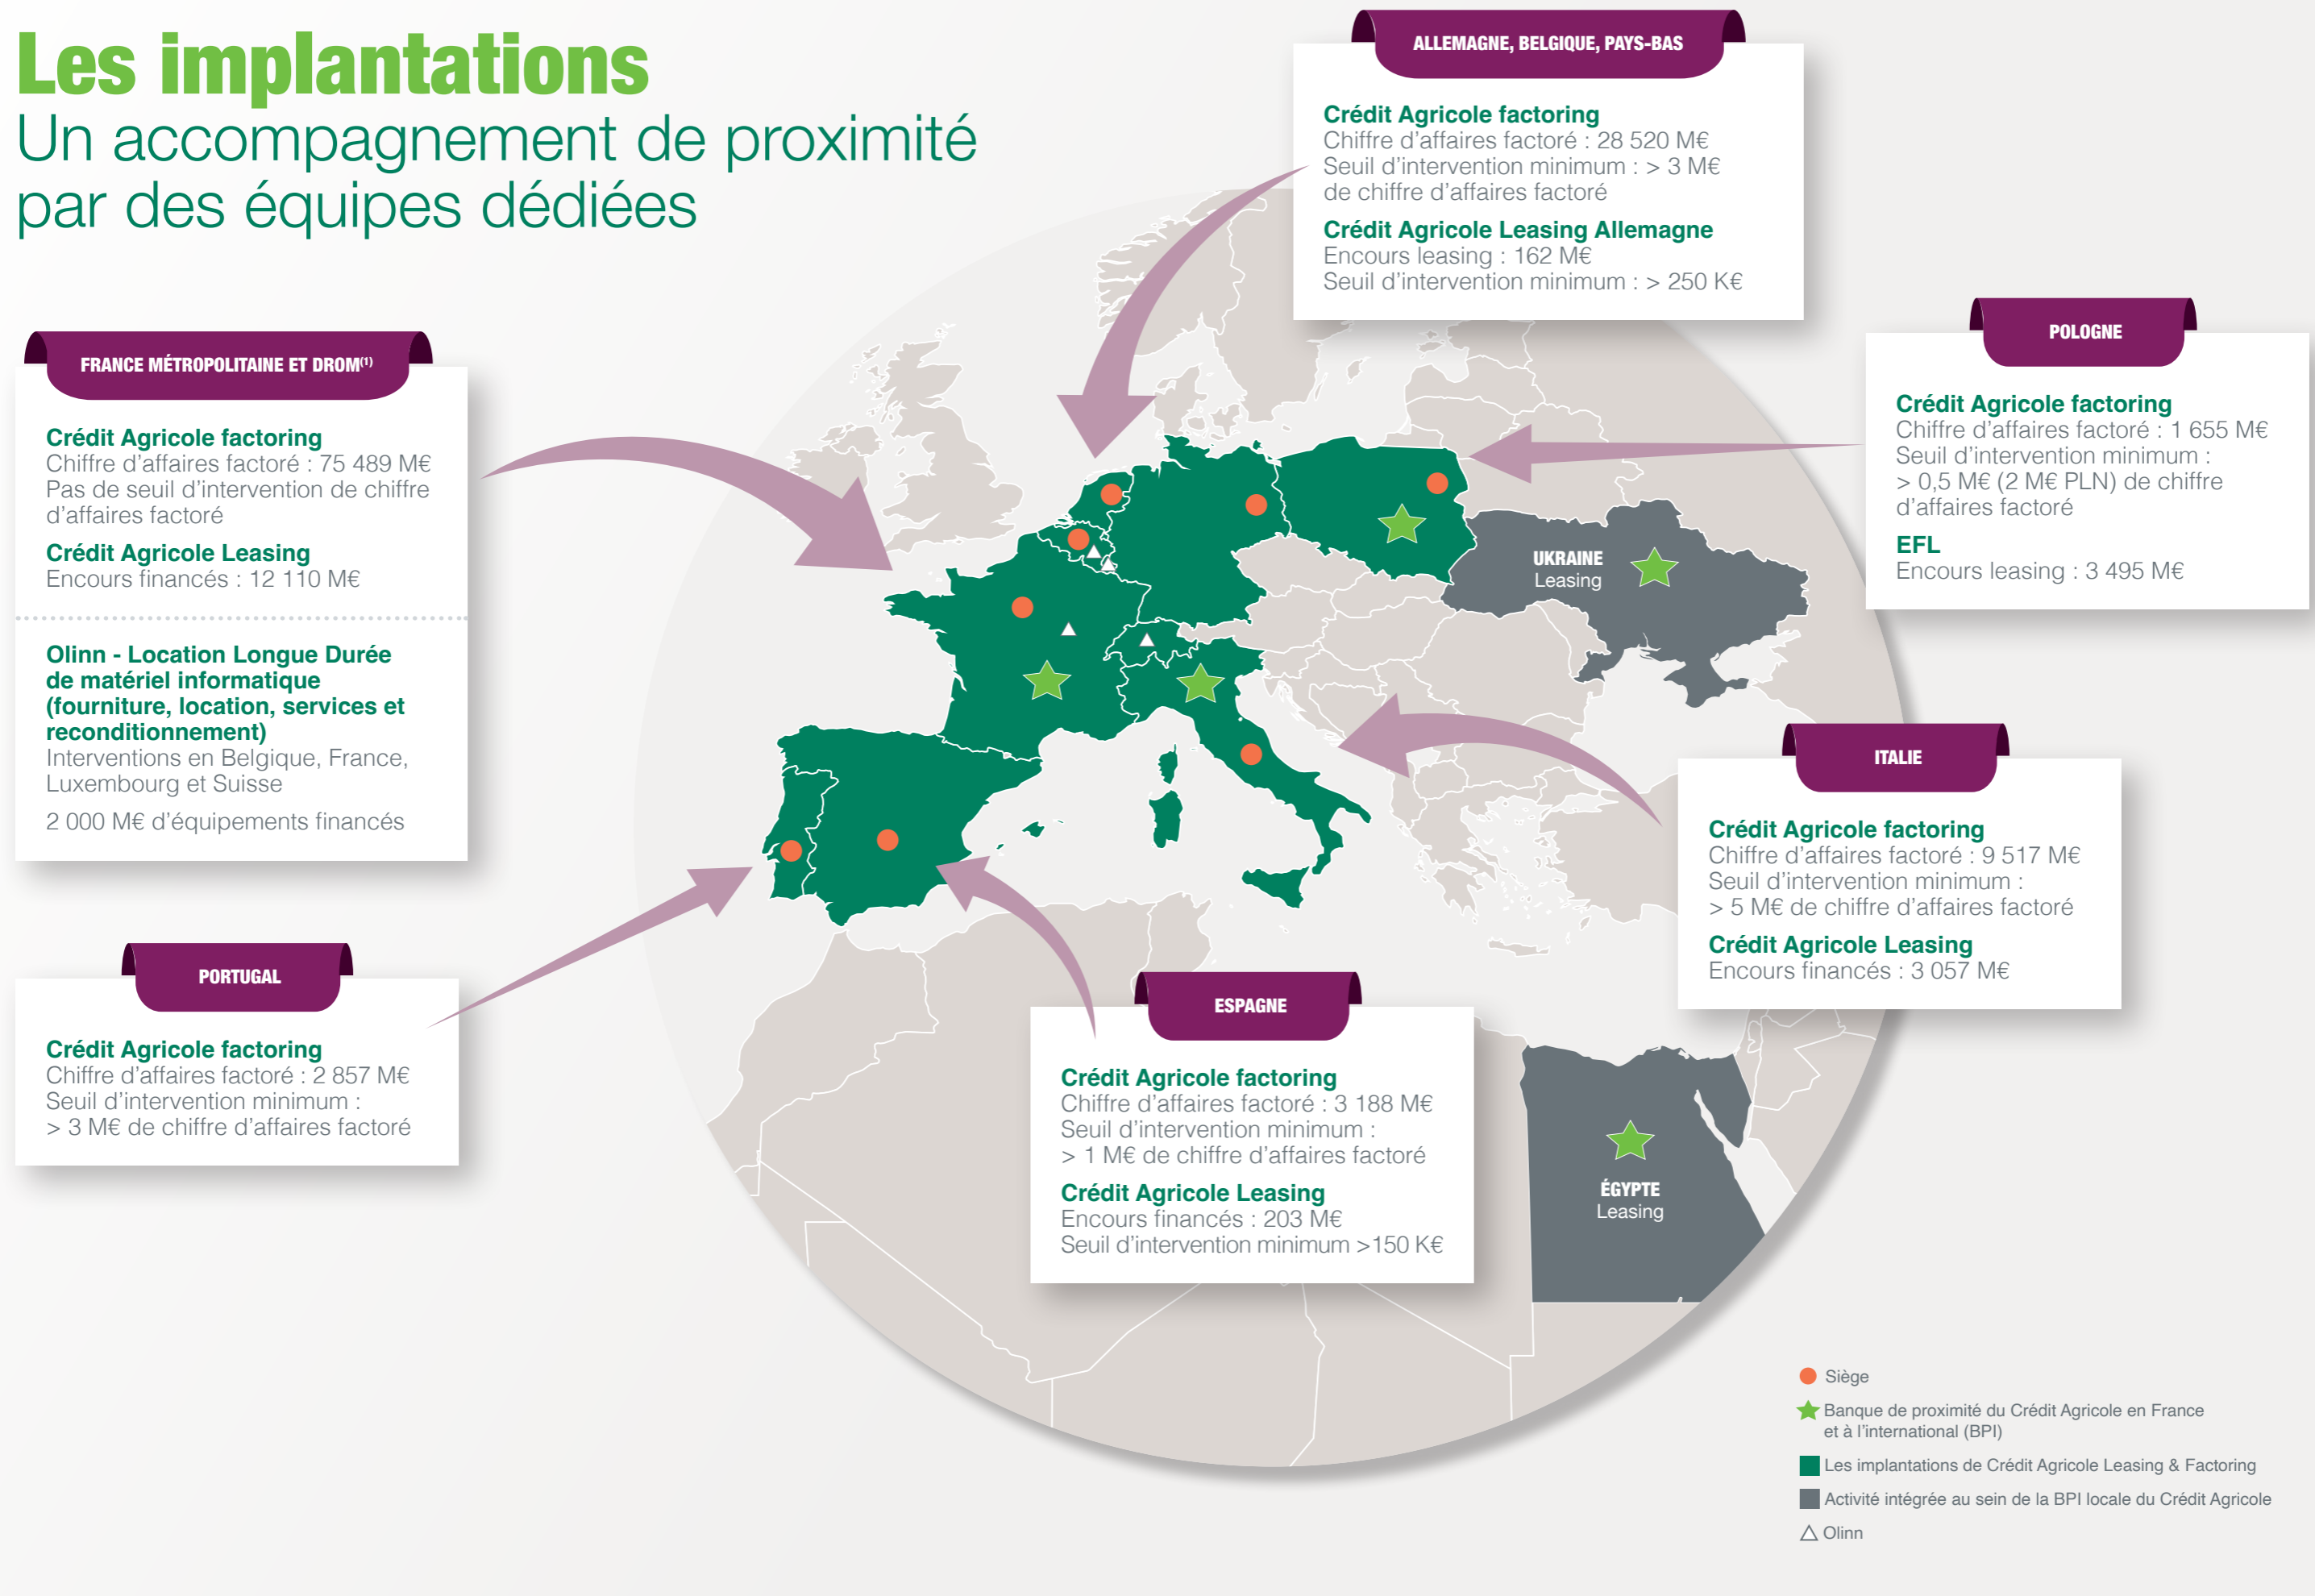 Les implantations
Un accompagnement de proximité
par des équipes dédiées
ALLEMAGNE, BELGIQUE, PAYS-BAS
Crédit Agricole factoring
Chiffre d'affaires factoré : 28 520 M€
Seuil d'intervention minimum : > 3 M€
de chiffre d'affaires factoré
Crédit Agricole Leasing Allemagne
Encours leasing : 162 M€
Seuil d'intervention minimum : > 250 K€
POLOGNE
Crédit Agricole factoring
Chiffre d'affaires factoré : 1 655 M€
Seuil d'intervention minimum :
> 0,5 M€ (2 M€ PLN) de chiffre
d'affaires factoré
EFL
Encours leasing : 3 495 M€
FRANCE MÉTROPOLITAINE ET DROM(1)
Crédit Agricole factoring
Chiffre d'affaires factoré : 75 489 M€
Pas de seuil d'intervention de chiffre
d'affaires factoré
Crédit Agricole Leasing
Encours financés : 12 110 M€
Olinn - Location Longue Durée
de matériel informatique
(fourniture, location, services et
reconditionnement)
Interventions en Belgique, France,
Luxembourg et Suisse
2 000 M€ d'équipements financés
UKRAINE
Leasing
ITALIE
Crédit Agricole factoring
Chiffre d'affaires factoré : 9 517 M€
Seuil d'intervention minimum :
> 5 M€ de chiffre d'affaires factoré
Crédit Agricole Leasing
Encours financés : 3 057 M€
PORTUGAL
Crédit Agricole factoring
Chiffre d'affaires factoré : 2 857 M€
Seuil d'intervention minimum :
> 3 M€ de chiffre d'affaires factoré
ESPAGNE
Crédit Agricole factoring
Chiffre d'affaires factoré : 3 188 M€
Seuil d'intervention minimum :
> 1 M€ de chiffre d'affaires factoré
Crédit Agricole Leasing
Encours financés : 203 M€
Seuil d'intervention minimum >150 K€
ÉGYPTE
Leasing
Siège
Banque de proximité du Crédit Agricole en France
et à l'international (BPI)
Les implantations de Crédit Agricole Leasing & Factoring
Activité intégrée au sein de la BPI locale du Crédit Agricole
Olinn